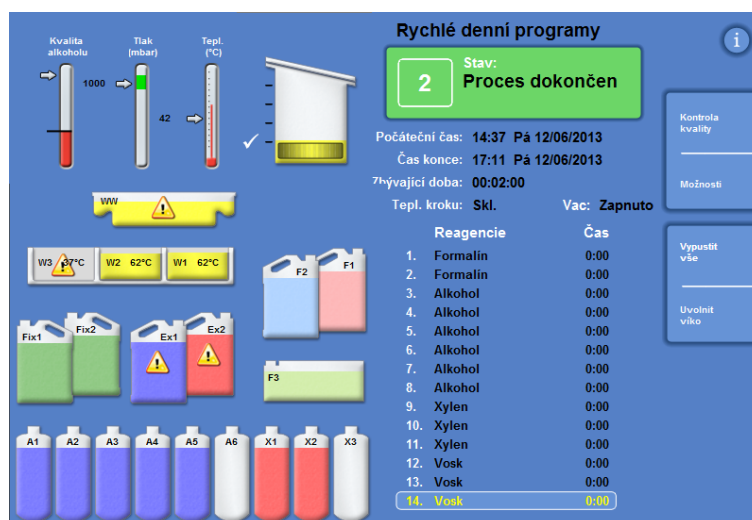 Kvalita
alkoholu
Tlak
(mbar)
Tepl.
(°C)
1000
42
WW
W3 37°C
W2 62°C
W1 62°C
F2
F1
Fix1
Fix2
Ex1
Ex2
F3
A1
A2
A3
A4
A5
A6
X1
X2
X3
Rychlé denní programy
2
Stav:
Proces dokončen
Počáteční čas: 14:37 Pá 12/06/2013
Čas konce: 17:11 Pá 12/06/2013
Zbývající doba: 00:02:00
Tepl. kroku: Skl. Vac: Zapnuto
Reagencie Čas
1. Formalín 0:00
2. Formalín 0:00
3. Alkohol 0:00
4. Alkohol 0:00
5. Alkohol 0:00
6. Alkohol 0:00
7. Alkohol 0:00
8. Alkohol 0:00
9. Xylen 0:00
10. Xylen 0:00
11. Xylen 0:00
12. Vosk 0:00
13. Vosk 0:00
14. Vosk 0:00
i
Kontrola
kvality
Možnosti
Vypustit
vše
Uvolnit
víko